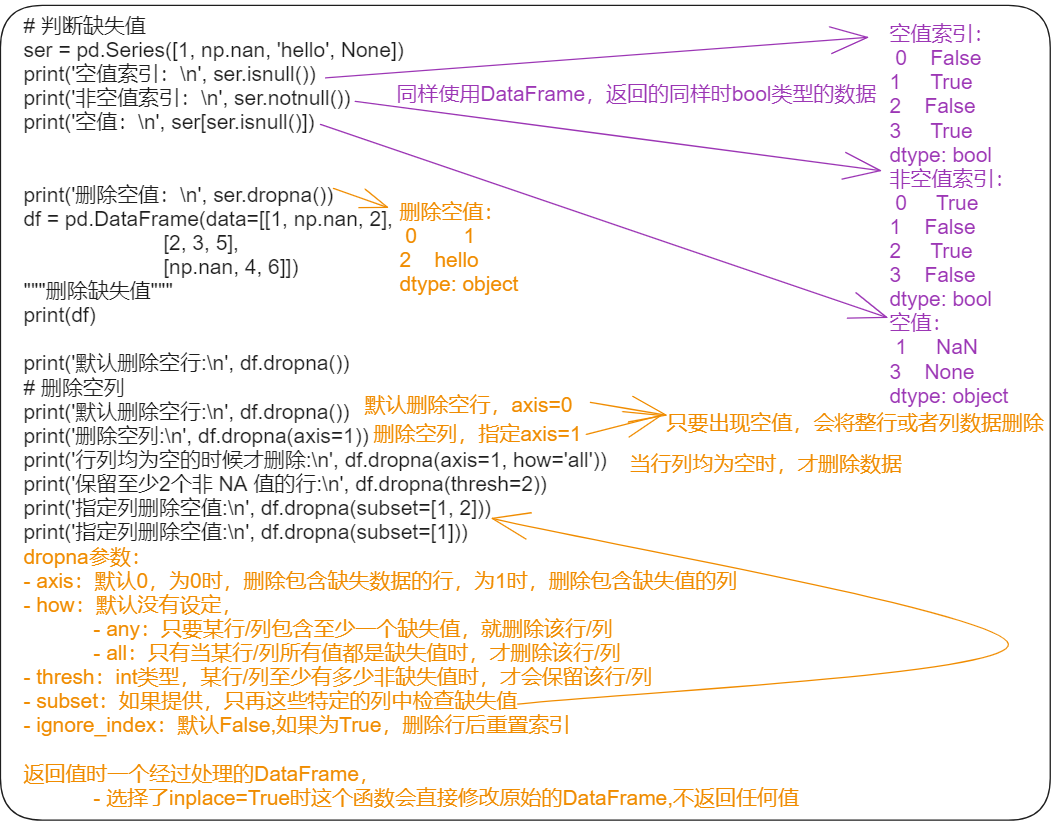 # 判断缺失值
ser = pd.Series([1, np.nan, 'hello', None])
print('空值索引：\n', ser.isnull())
print('非空值索引：\n', ser.notnull())
print('空值：\n', ser[ser.isnull()])
同样使用DataFrame，返回的同样时bool类型的数据
空值索引：
0 False
1 True
2 False
3 True
dtype: bool
非空值索引：
0 True
1 False
2 True
3 False
dtype: bool
空值：
1 NaN
3 None
dtype: object
print('删除空值：\n', ser.dropna())
df = pd.DataFrame(data=[[1, np.nan, 2],
[2, 3, 5],
[np.nan, 4, 6]])
"""删除缺失值"""
print(df)
删除空值：
0 1
2 hello
dtype: object
print('默认删除空行:\n', df.dropna())
# 删除空列
print('默认删除空行:\n', df.dropna()) 默认删除空行，axis=0
print('删除空列:\n', df.dropna(axis=1)) 删除空列，指定axis=1
只要出现空值，会将整行或者列数据删除
print('行列均为空的时候才删除:\n', df.dropna(axis=1, how='all')) 当行列均为空时，才删除数据
print('保留至少2个非 NA 值的行:\n', df.dropna(thresh=2))
print('指定列删除空值:\n', df.dropna(subset=[1, 2]))
print('指定列删除空值:\n', df.dropna(subset=[1]))
dropna参数：
- axis：默认0，为0时，删除包含缺失数据的行，为1时，删除包含缺失值的列
- how：默认没有设定，
- any：只要某行/列包含至少一个缺失值，就删除该行/列
- all：只有当某行/列所有值都是缺失值时，才删除该行/列
- thresh：int类型，某行/列至少有多少非缺失值时，才会保留该行/列
- subset：如果提供，只再这些特定的列中检查缺失值
- ignore_index：默认False,如果为True，删除行后重置索引
返回值时一个经过处理的DataFrame，
- 选择了inplace=True时这个函数会直接修改原始的DataFrame,不返回任何值